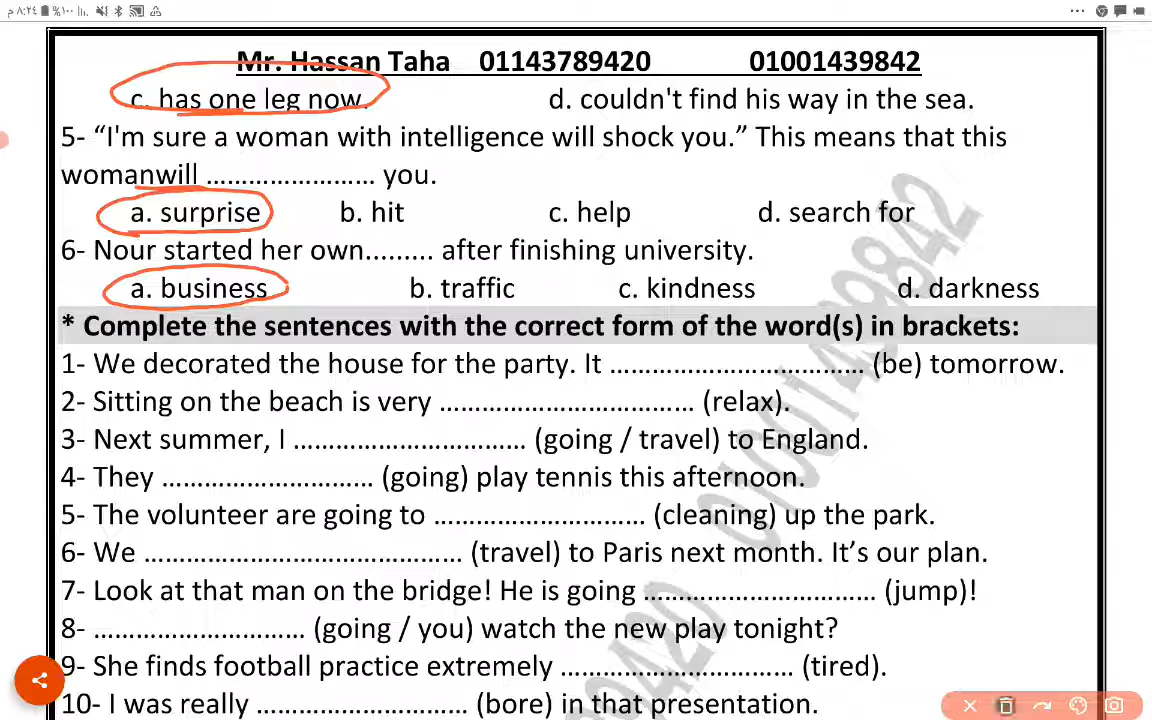 م ٨:٢٤ ٪١٠٠
Mr. Hassan Taha 01143789420 01001439842
c. has one leg now. d. couldn't find his way in the sea.
5- “I'm sure a woman with intelligence will shock you.” This means that this
womanwill ........................ you.
a. surprise b. hit c. help d. search for
6- Nour started her own......... after finishing university.
a. business b. traffic c. kindness d. darkness
* Complete the sentences with the correct form of the word(s) in brackets:
1- We decorated the house for the party. It .................................... (be) tomorrow.
2- Sitting on the beach is very .................................... (relax).
3- Next summer, I ................................. (going / travel) to England.
4- They .............................. (going) play tennis this afternoon.
5- The volunteer are going to .............................. (cleaning) up the park.
6- We ............................................. (travel) to Paris next month. It’s our plan.
7- Look at that man on the bridge! He is going ................................. (jump)!
8- .............................. (going / you) watch the new play tonight?
9- She finds football practice extremely ................................. (tired).
10- I was really .............................. (bore) in that presentation.
01001439842